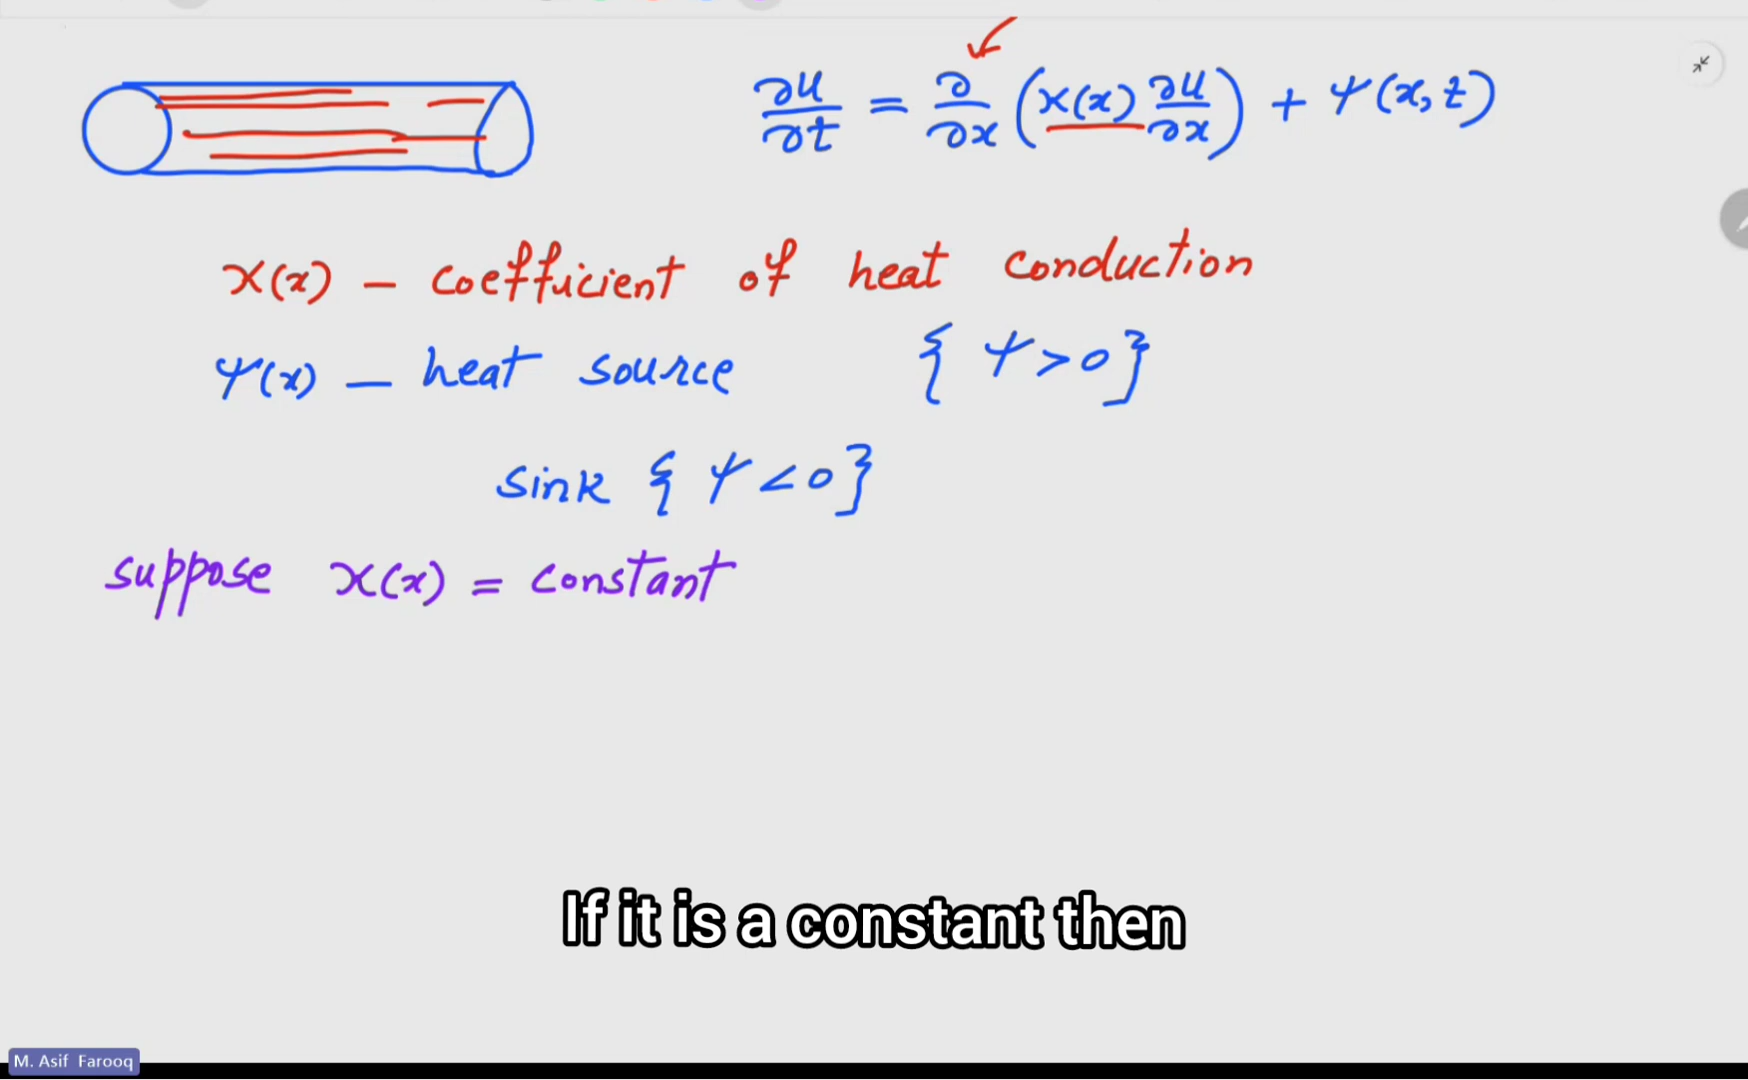 ∂u/∂t = ∂/∂x (x(x) ∂u/∂x) + ψ(x, z)
x(x) – coefficient of heat conduction
ψ(x) – heat source { ψ > 0 }
sink { ψ < 0 }
suppose x(x) = constant
If it is a constant then
M. Asif Farooq